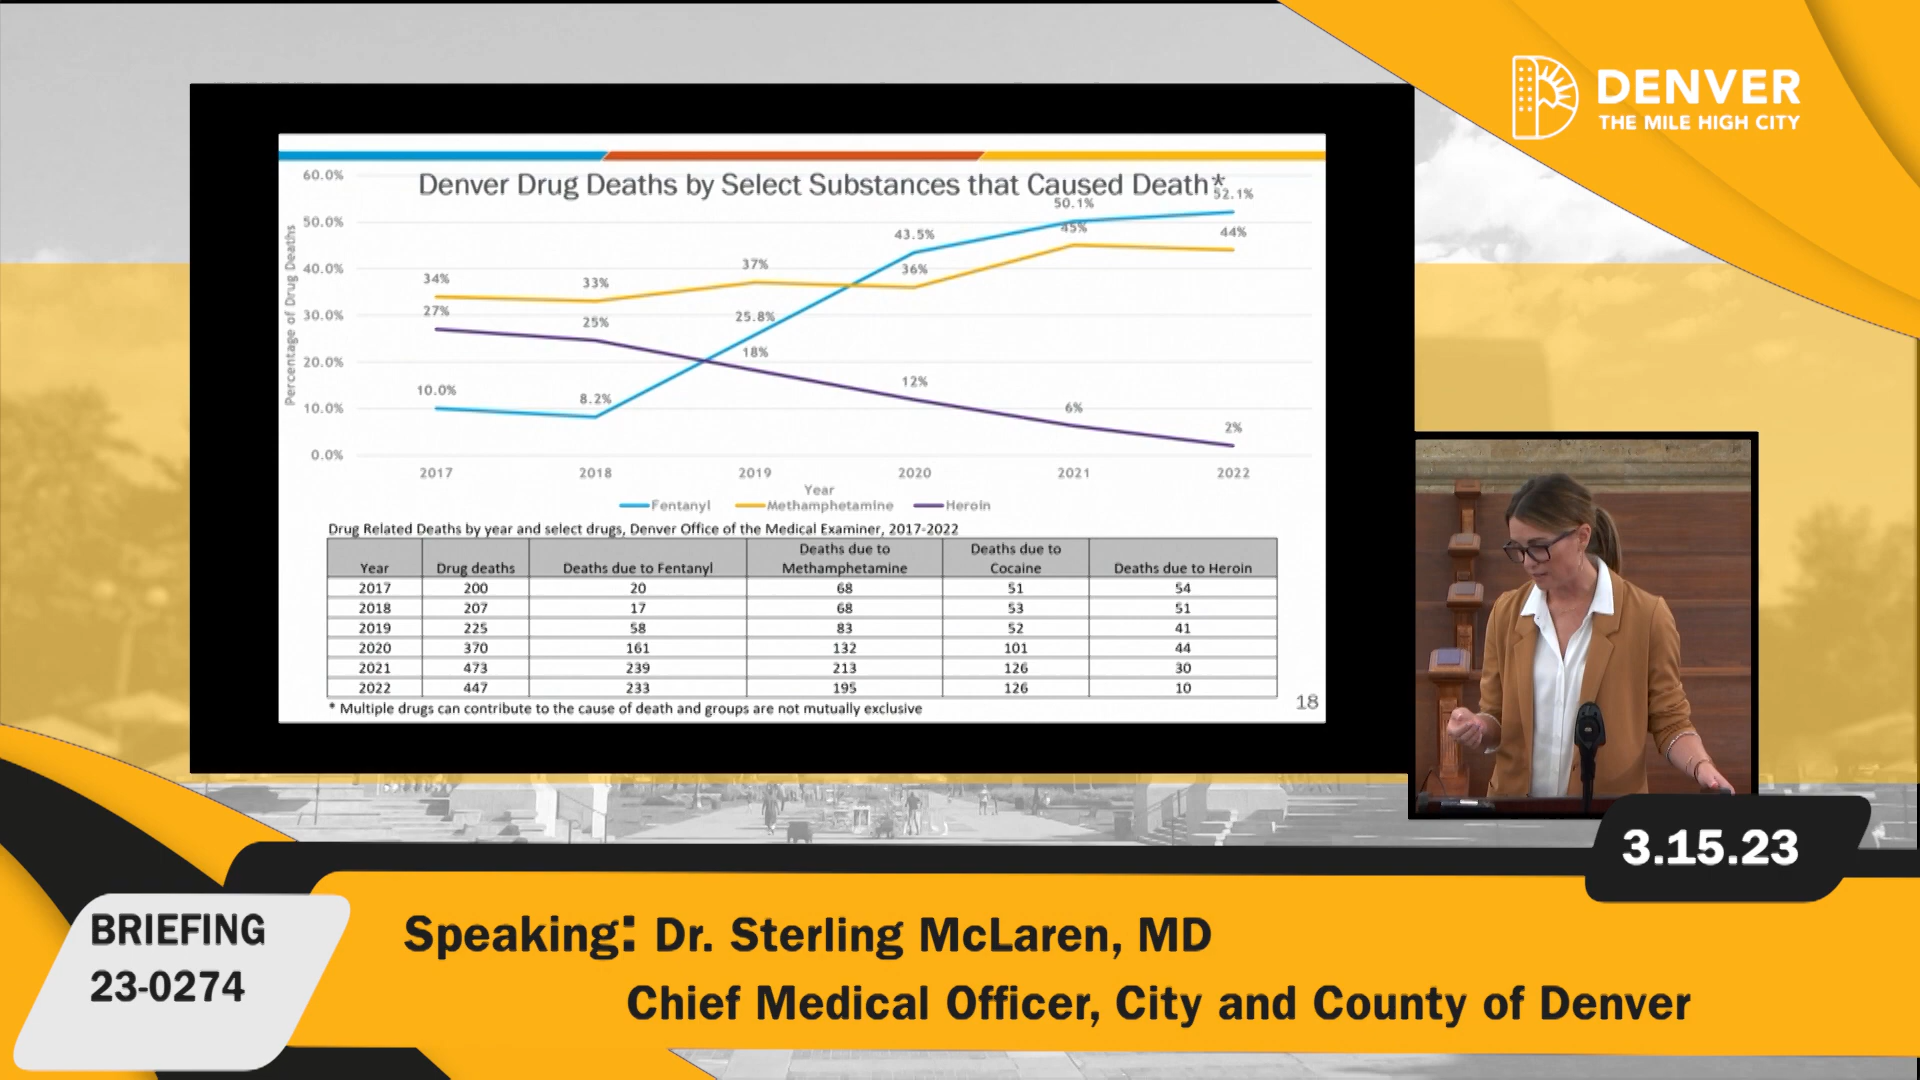 DENVER
THE MILE HIGH CITY
Denver Drug Deaths by Select Substances that Caused Death*
Percentage of Drug Deaths
60.0%
50.0%
40.0%
30.0%
20.0%
10.0%
0.0%
34% 33% 37% 36% 45% 44%
27% 25% 18% 12% 6% 2%
10.0% 8.2% 25.8% 43.5% 50.1% 52.1%
2017 2018 2019 2020 2021 2022
Year
Fentanyl Methamphetamine Heroin
Drug Related Deaths by year and select drugs, Denver Office of the Medical Examiner, 2017-2022
Year Drug deaths Deaths due to Fentanyl Deaths due to Methamphetamine Deaths due to Cocaine Deaths due to Heroin
2017 200 20 68 51 54
2018 207 17 68 53 51
2019 225 58 83 52 41
2020 370 161 132 101 44
2021 473 239 213 126 30
2022 447 233 195 126 10
* Multiple drugs can contribute to the cause of death and groups are not mutually exclusive
18
3.15.23
BRIEFING
23-0274
Speaking: Dr. Sterling McLaren, MD
Chief Medical Officer, City and County of Denver